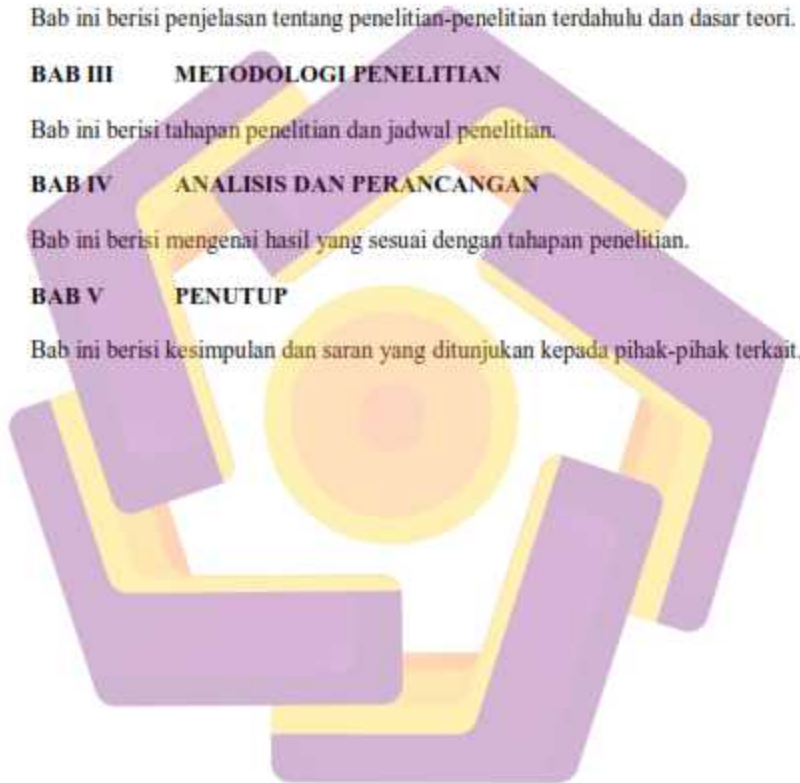 Bab ini berisi penjelasan tentang penelitian-penelitian terdahulu dan dasar teori.
BAB III METODOLOGI PENELITIAN
Bab ini berisi tahapan penelitian dan jadwal penelitian.
BAB IV ANALISIS DAN PERANCANGAN
Bab ini berisi mengenai hasil yang sesuai dengan tahapan penelitian.
BAB V PENUTUP
Bab ini berisi kesimpulan dan saran yang ditunjukan kepada pihak-pihak terkait.